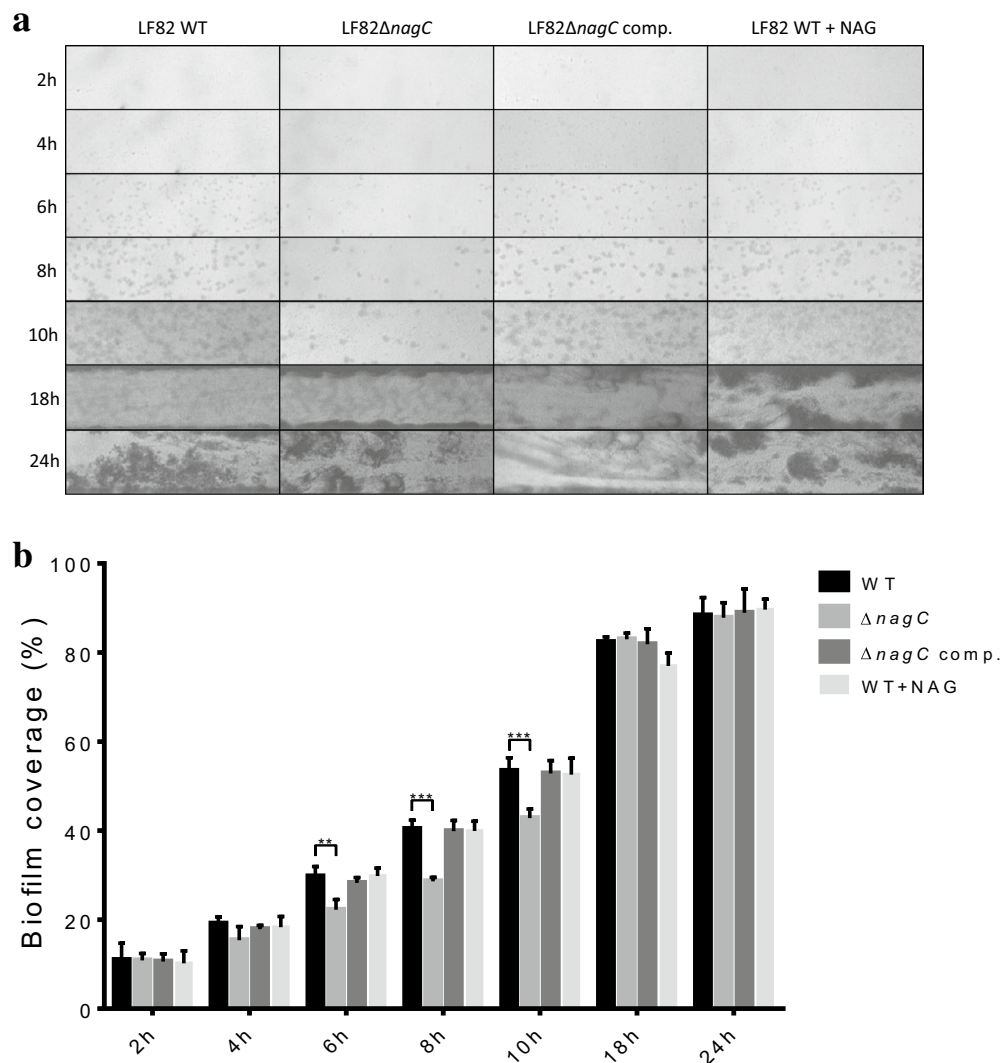 a
LF82 WT LF82ΔnagC LF82ΔnagC comp. LF82 WT + NAG
2h
4h
6h
8h
10h
18h
24h
b
Biofilm coverage (%)
100
80
60
40
20
0
** *** ***
2h 4h 6h 8h 10h 18h 24h
WT
ΔnagC
ΔnagC comp.
WT+NAG